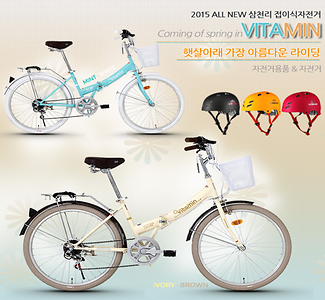 2015 ALL NEW 삼천리 접이식자전거
Coming of spring in VITAMIN
햇살아래 가장 아름다운 라이딩
자전거용품 & 자전거
MINT
Vitamin
IVORY BROWN